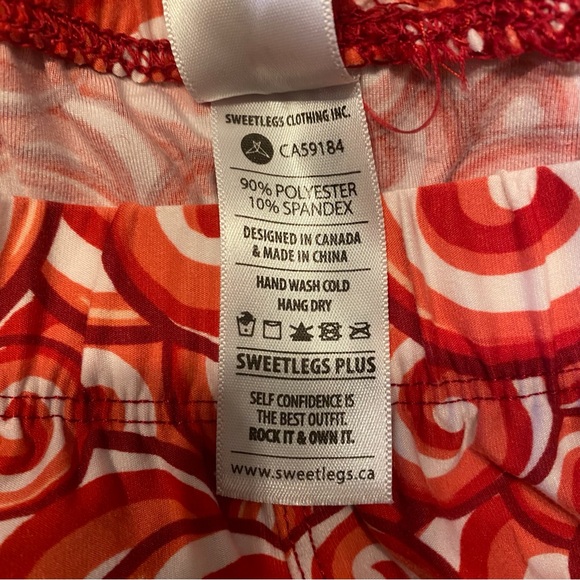 SWEETLEGS CLOTHING INC.
CA59184
90% POLYESTER
10% SPANDEX
DESIGNED IN CANADA
& MADE IN CHINA
HAND WASH COLD
HANG DRY
SWEETLEGS PLUS
SELF CONFIDENCE IS
THE BEST OUTFIT.
ROCK IT & OWN IT.
www.sweetlegs.ca